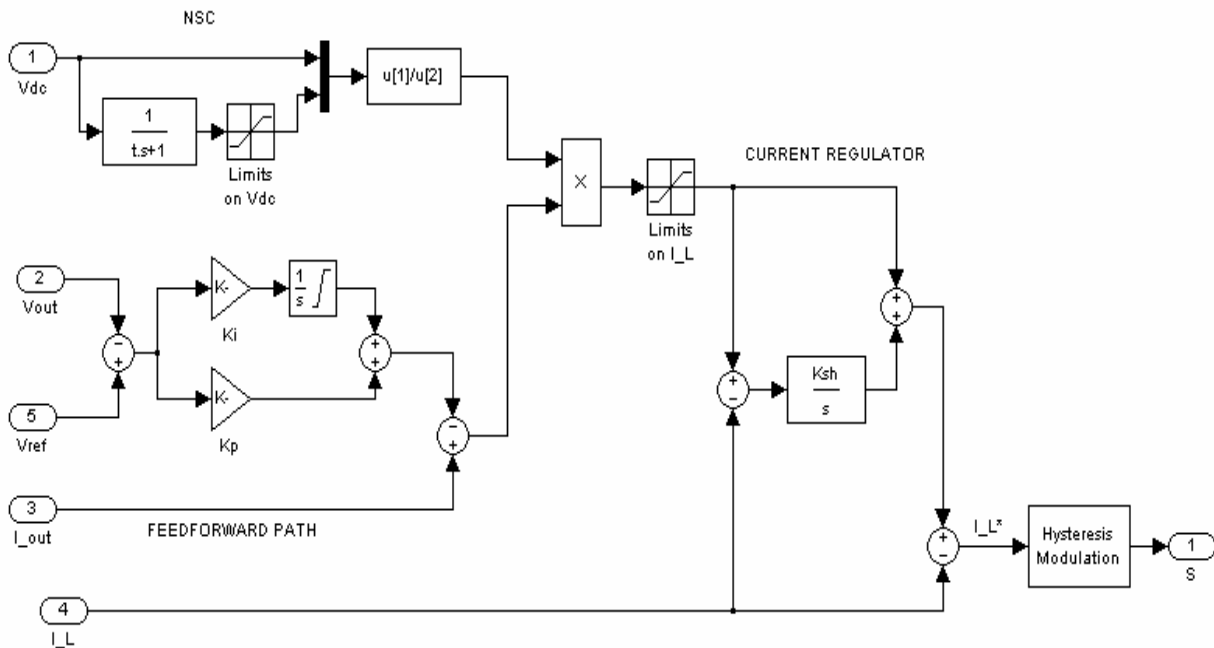 NSC
1
Vdc
1
t.s+1
Limits
on Vdc
u[1]/u[2]
X
Limits
on I_L
CURRENT REGULATOR
2
Vout
-
+
5
Vref
K-
Ki
1
s
K-
Kp
+
+
-
+
3
I_out
FEEDFORWARD PATH
+
-
Ksh
s
+
+
+
-
I_L*
Hysteresis
Modulation
1
S
4
I_L